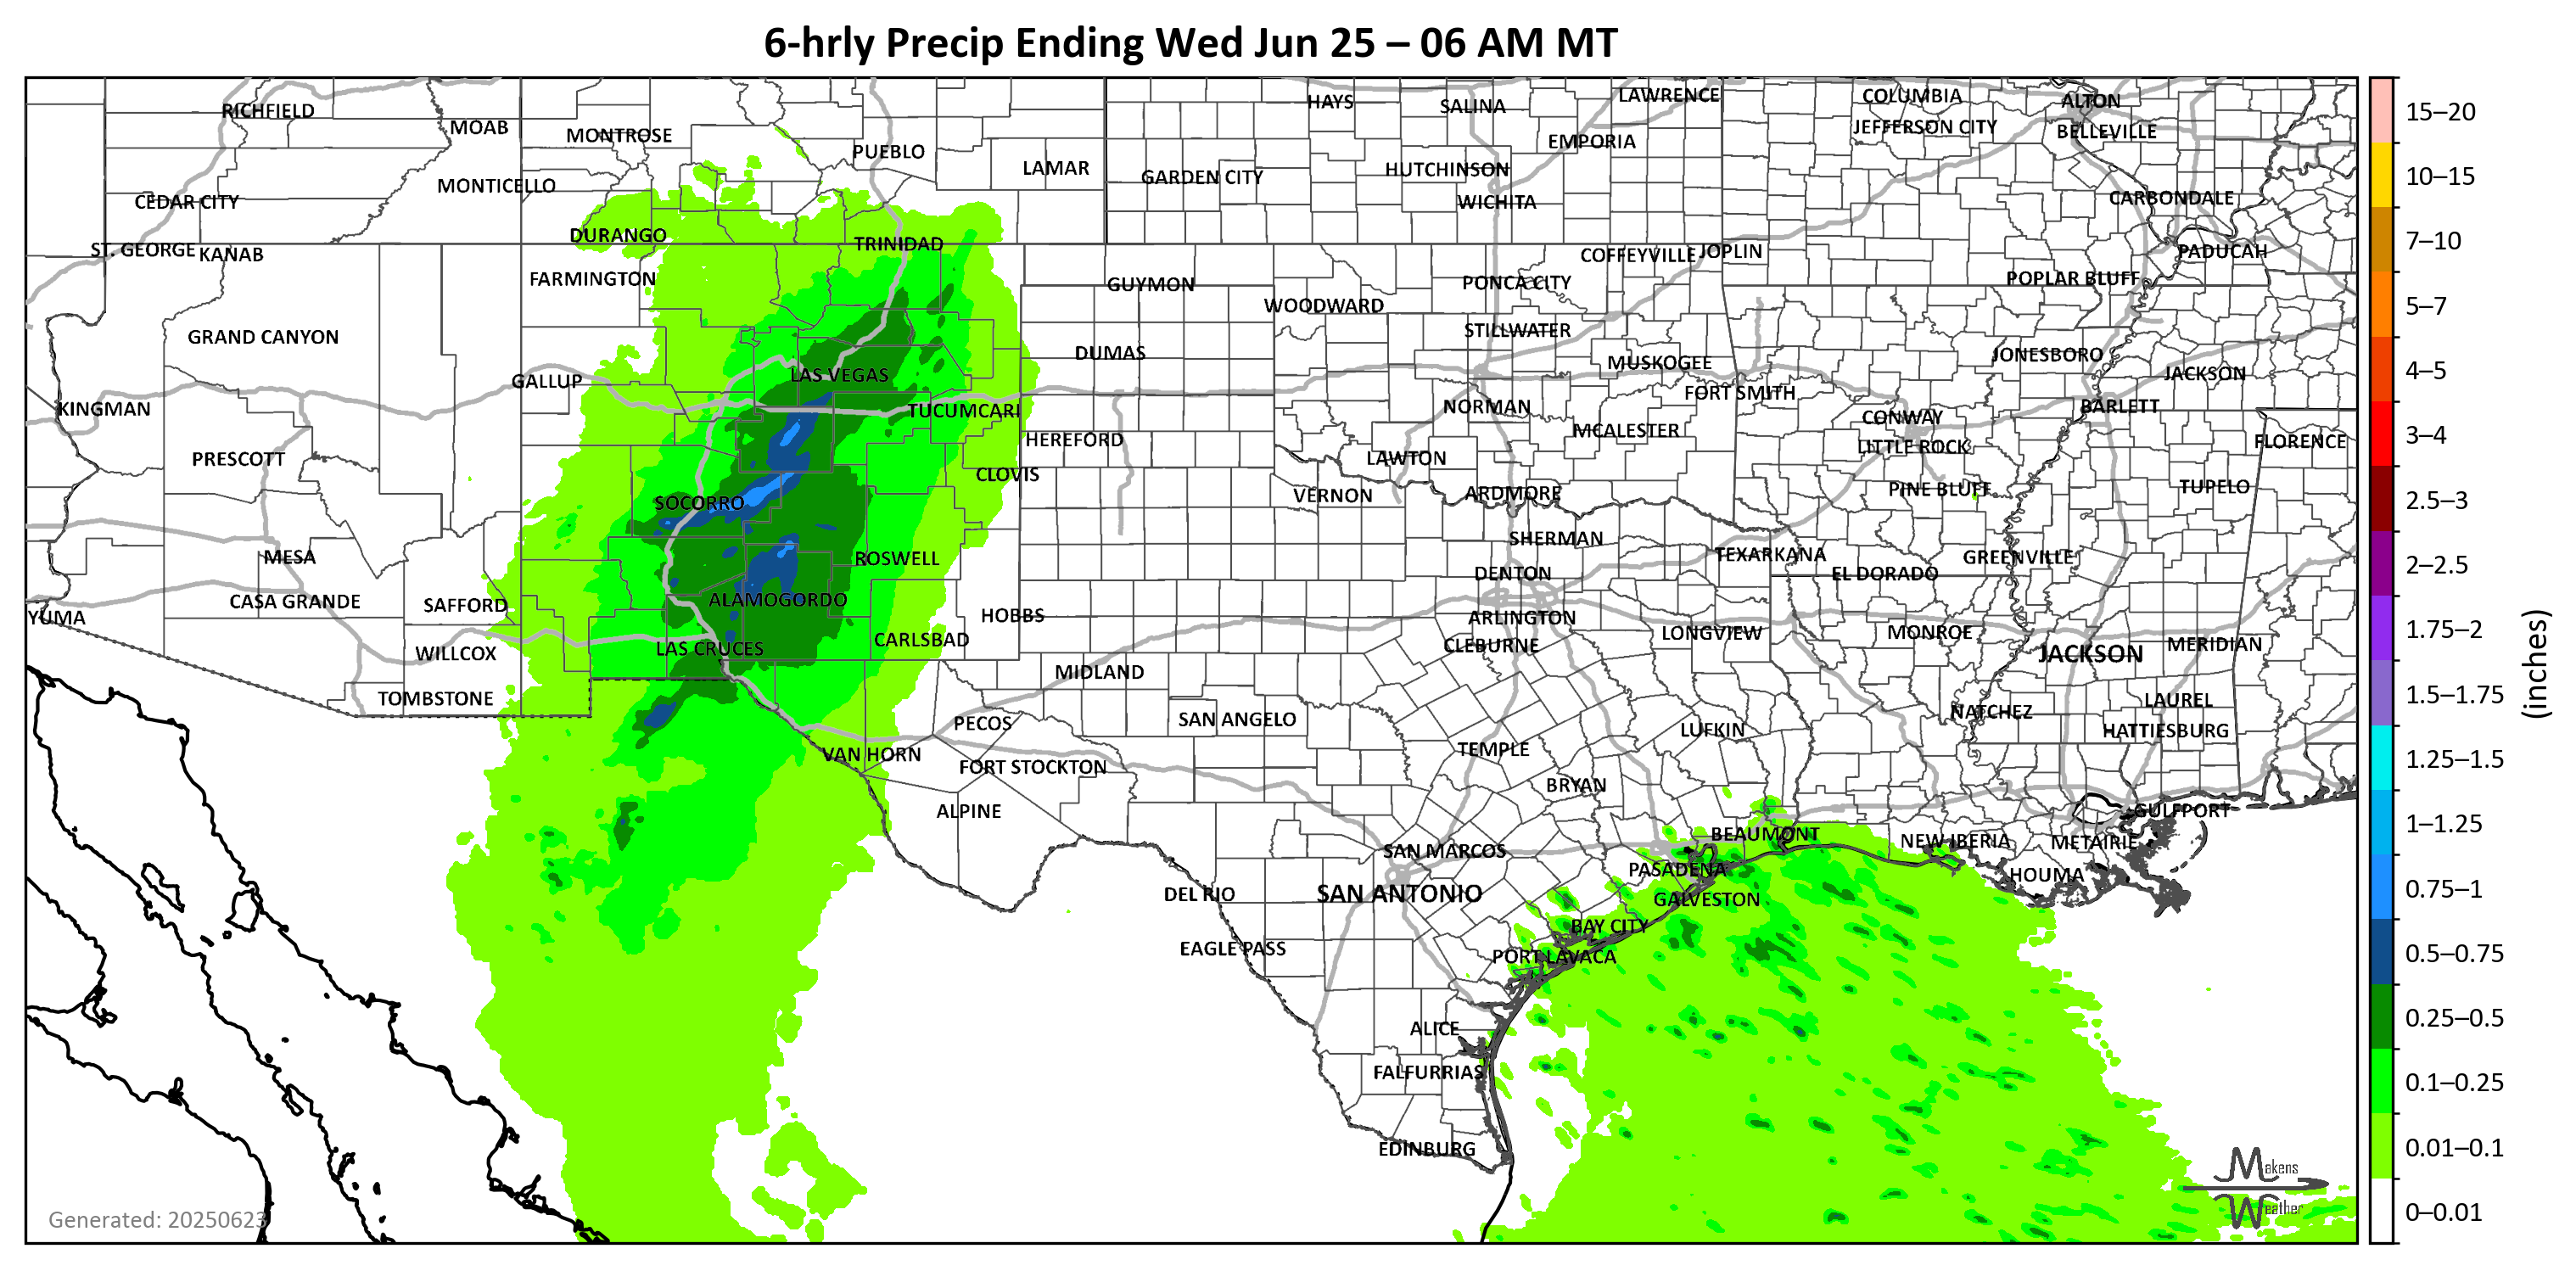 6-hrly Precip Ending Wed Jun 25 – 06 AM MT
RICHFIELD
MOAB
MONTROSE
PUEBLO
LAMAR
HAYS
SALINA
LAWRENCE
COLUMBIA
ALTON
JEFFERSON CITY
BELLEVILLE
EMPORIA
HUTCHINSON
GARDEN CITY
MONTICELLO
CEDAR CITY
WICHITA
CARBONDALE
DURANGO
TRINIDAD
ST. GEORGE
KANAB
COFFEYVILLE
JOPLIN
PADUCAH
FARMINGTON
GUYMON
PONCA CITY
POPLAR BLUFF
WOODWARD
GRAND CANYON
STILLWATER
DUMAS
JONESBORO
MUSKOGEE
LAS VEGAS
GALLUP
JACKSON
FORT SMITH
KINGMAN
TUCUMCARI
NORMAN
CONWAY
BARLETT
MCALESTER
HEREFORD
LITTLE ROCK
FLORENCE
PRESCOTT
LAWTON
CLOVIS
SOCORRO
VERNON
ARDMORE
PINE BLUFF
TUPELO
SHERMAN
MESA
ROSWELL
TEXARKANA
GREENVILLE
DENTON
EL DORADO
CASA GRANDE
SAFFORD
ALAMOGORDO
YUMA
HOBBS
ARLINGTON
CARLSBAD
CLEBURNE
LONGVIEW
MONROE
MERIDIAN
WILLCOX
LAS CRUCES
JACKSON
MIDLAND
TOMBSTONE
LAUREL
PECOS
SAN ANGELO
NATCHEZ
LUFKIN
HATTIESBURG
VAN HORN
TEMPLE
FORT STOCKTON
BRYAN
ALPINE
GULFPORT
BEAUMONT
NEW IBERIA
METAIRIE
SAN MARCOS
PASADENA
HOUMA
DEL RIO
SAN ANTONIO
GALVESTON
BAY CITY
EAGLE PASS
PORT LAVACA
ALICE
FALFURRIAS
EDINBURG
Generated: 20250623
Makens
Weather
15–20
10–15
7–10
5–7
4–5
3–4
2.5–3
2–2.5
1.75–2
1.5–1.75
1.25–1.5
1–1.25
0.75–1
0.5–0.75
0.25–0.5
0.1–0.25
0.01–0.1
0–0.01
(inches)